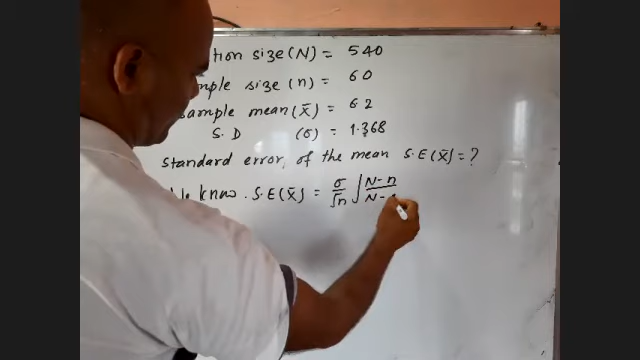 tion size (N) = 540
mple size (n) = 60
sample mean (x̄) = 62
S.D (σ) = 1.368
Standard error, of the mean S.E(x̄) = ?
know. S.E(x̄) = σ/√n √N-n/N-